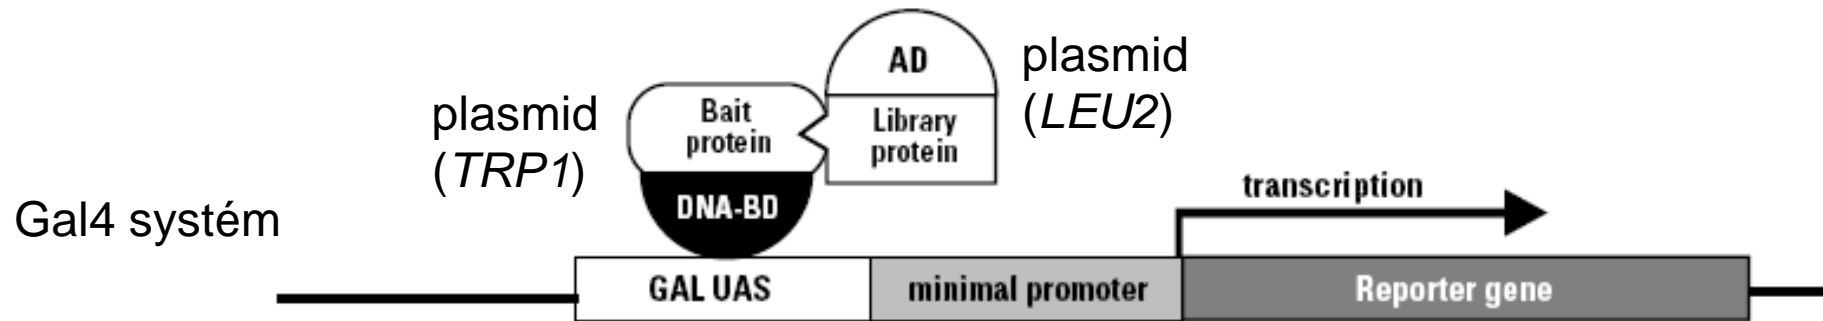 plasmid
(TRP1)
Bait
protein
DNA-BD
AD
Library
protein
plasmid
(LEU2)
Gal4 systém
transcription
GAL UAS
minimal promoter
Reporter gene